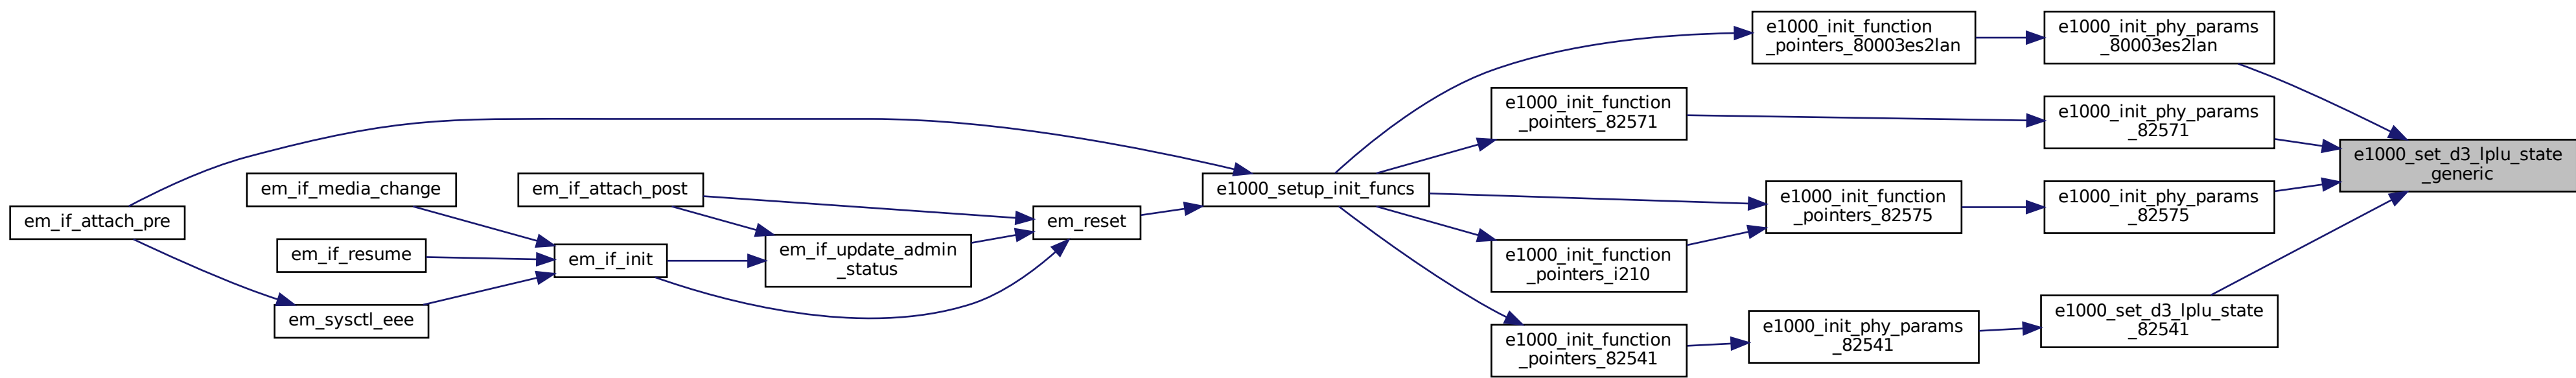 em_if_attach_pre
em_if_media_change
em_if_resume
em_sysctl_eee
em_if_attach_post
em_if_init
em_if_update_admin
_status
em_reset
e1000_setup_init_funcs
e1000_init_function
_pointers_80003es2lan
e1000_init_function
_pointers_82571
e1000_init_function
_pointers_82575
e1000_init_function
_pointers_i210
e1000_init_function
_pointers_82541
e1000_init_phy_params
_80003es2lan
e1000_init_phy_params
_82571
e1000_init_phy_params
_82575
e1000_init_phy_params
_82541
e1000_set_d3_lplu_state
_82541
e1000_set_d3_lplu_state
_generic